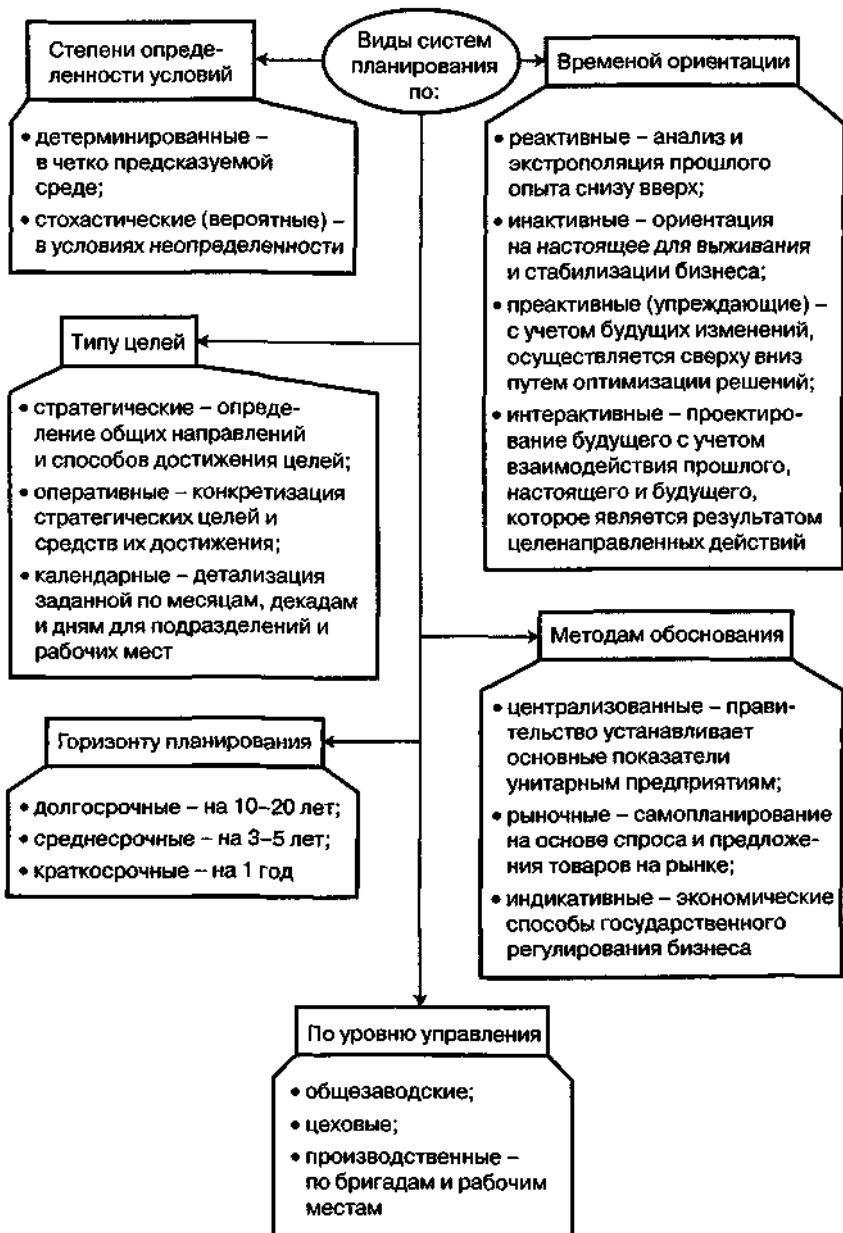 Виды систем
планирования
по:
Степени опреде-
ленности условий
• детерминированные –
в четко предсказуемой
среде;
• стохастические (вероятные) –
в условиях неопределенности
Временой ориентации
• реактивные – анализ и
экстрополяция прошлого
опыта снизу вверх;
• инактивные – ориентация
на настоящее для выживания
и стабилизации бизнеса;
• преактивные (упреждающие) –
с учетом будущих изменений,
осуществляется сверху вниз
путем оптимизации решений;
• интерактивные – проектиро-
вание будущего с учетом
взаимодействия прошлого,
настоящего и будущего,
которое является результатом
целенаправленных действий
Типу целей
• стратегические – опреде-
ление общих направлений
и способов достижения целей;
• оперативные – конкретизация
стратегических целей и
средств их достижения;
• календарные – детализация
заданной по месяцам, декадам
и дням для подразделений и
рабочих мест
Методам обоснования
• централизованные – прави-
тельство устанавливает
основные показатели
унитарным предприятиям;
• рыночные – самопланирование
на основе спроса и предложе-
ния товаров на рынке;
• индикативные – экономические
способы государственного
регулирования бизнеса
Горизонту планирования
• долгосрочные – на 10–20 лет;
• среднесрочные – на 3–5 лет;
• краткосрочные – на 1 год
По уровню управления
• общезаводские;
• цеховые;
• производственные –
по бригадам и рабочим
местам